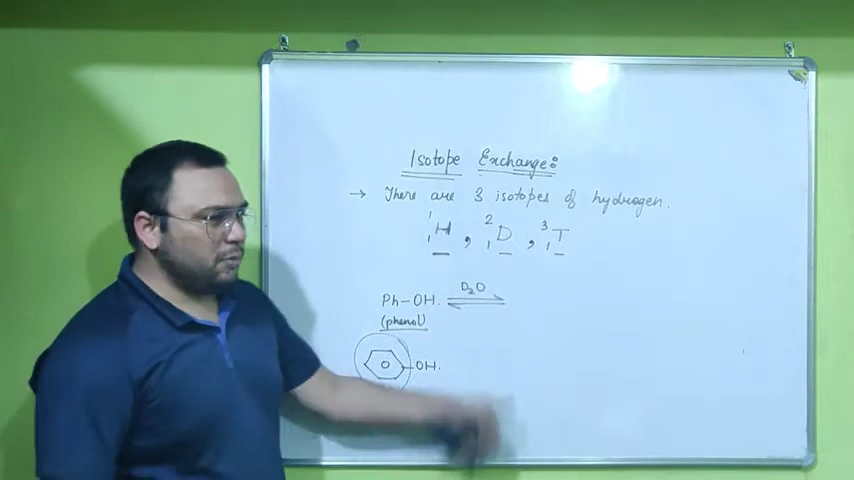 Isotope Exchange:
→ There are 3 isotopes of hydrogen.
¹₁H, ²₁D, ³₁T
Ph-OH. ⇌ D₂O
(phenol)
-OH.